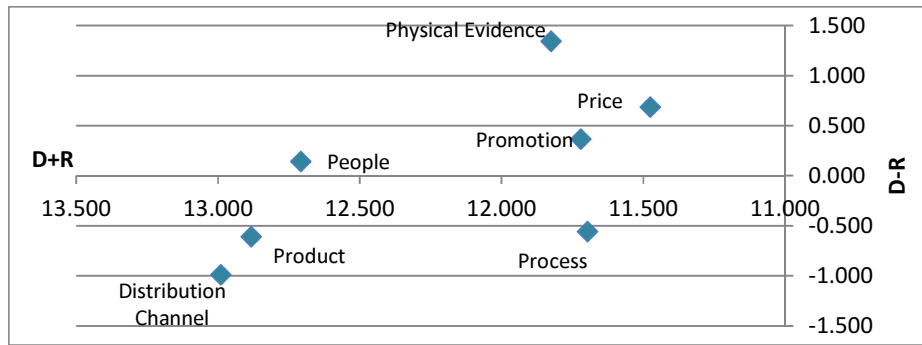 Physical Evidence
1.500
1.000
Price
0.500
Promotion
D+R
People
0.000
D-R
13.500 13.000 12.500 12.000 11.500 11.000
-0.500
Product
Process
-1.000
Distribution
Channel
-1.500